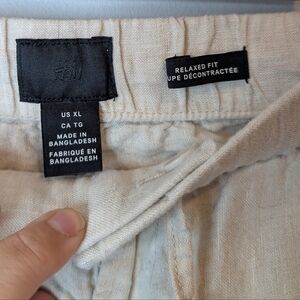 RELAXED FIT
UPE DÉCONTRACTÉE
US XL
CA TG
MADE IN
BANGLADESH
FABRIQUÉ EN
BANGLADESH